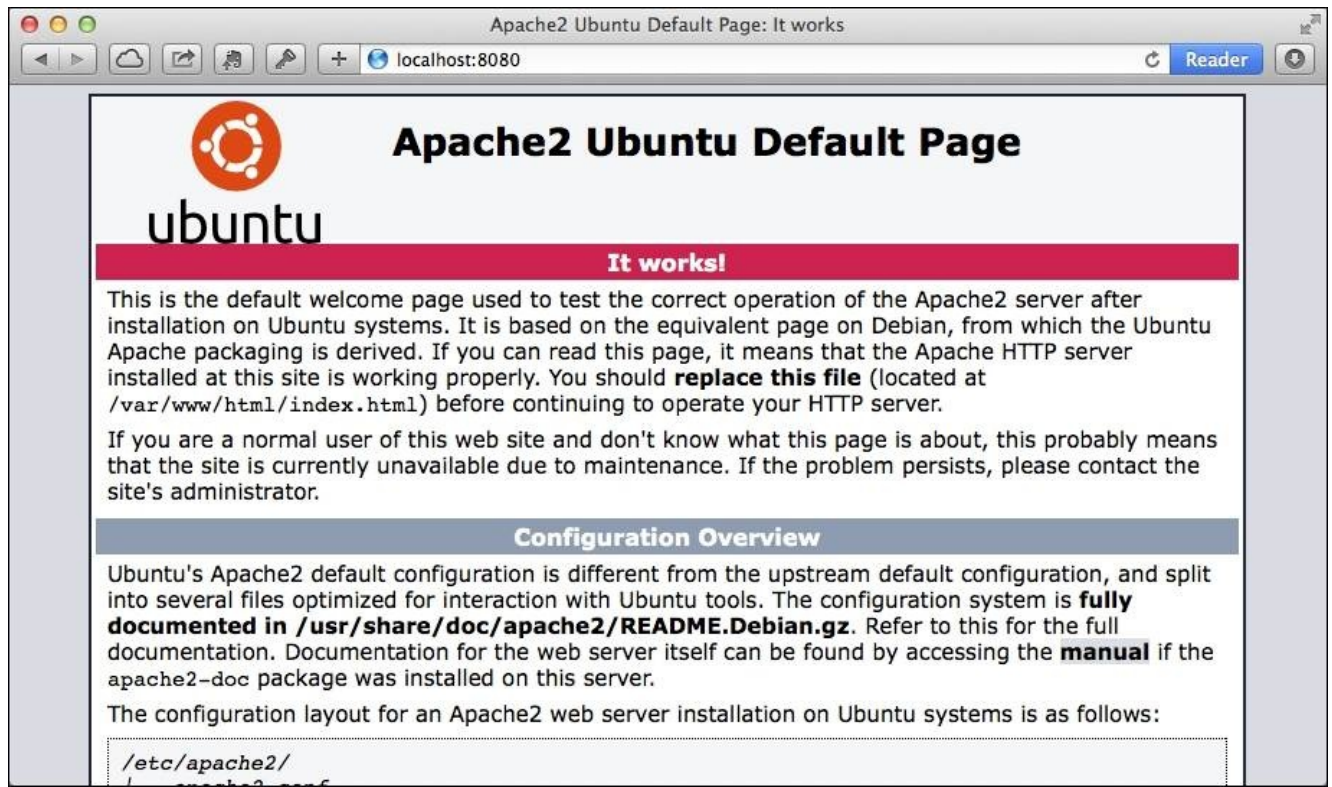 Apache2 Ubuntu Default Page: It works
localhost:8080
Reader
ubuntu
Apache2 Ubuntu Default Page
It works!
This is the default welcome page used to test the correct operation of the Apache2 server after
installation on Ubuntu systems. It is based on the equivalent page on Debian, from which the Ubuntu
Apache packaging is derived. If you can read this page, it means that the Apache HTTP server
installed at this site is working properly. You should replace this file (located at
/var/www/html/index.html) before continuing to operate your HTTP server.
If you are a normal user of this web site and don't know what this page is about, this probably means
that the site is currently unavailable due to maintenance. If the problem persists, please contact the
site's administrator.
Configuration Overview
Ubuntu's Apache2 default configuration is different from the upstream default configuration, and split
into several files optimized for interaction with Ubuntu tools. The configuration system is fully
documented in /usr/share/doc/apache2/README.Debian.gz. Refer to this for the full
documentation. Documentation for the web server itself can be found by accessing the manual if the
apache2-doc package was installed on this server.
The configuration layout for an Apache2 web server installation on Ubuntu systems is as follows:
/etc/apache2/